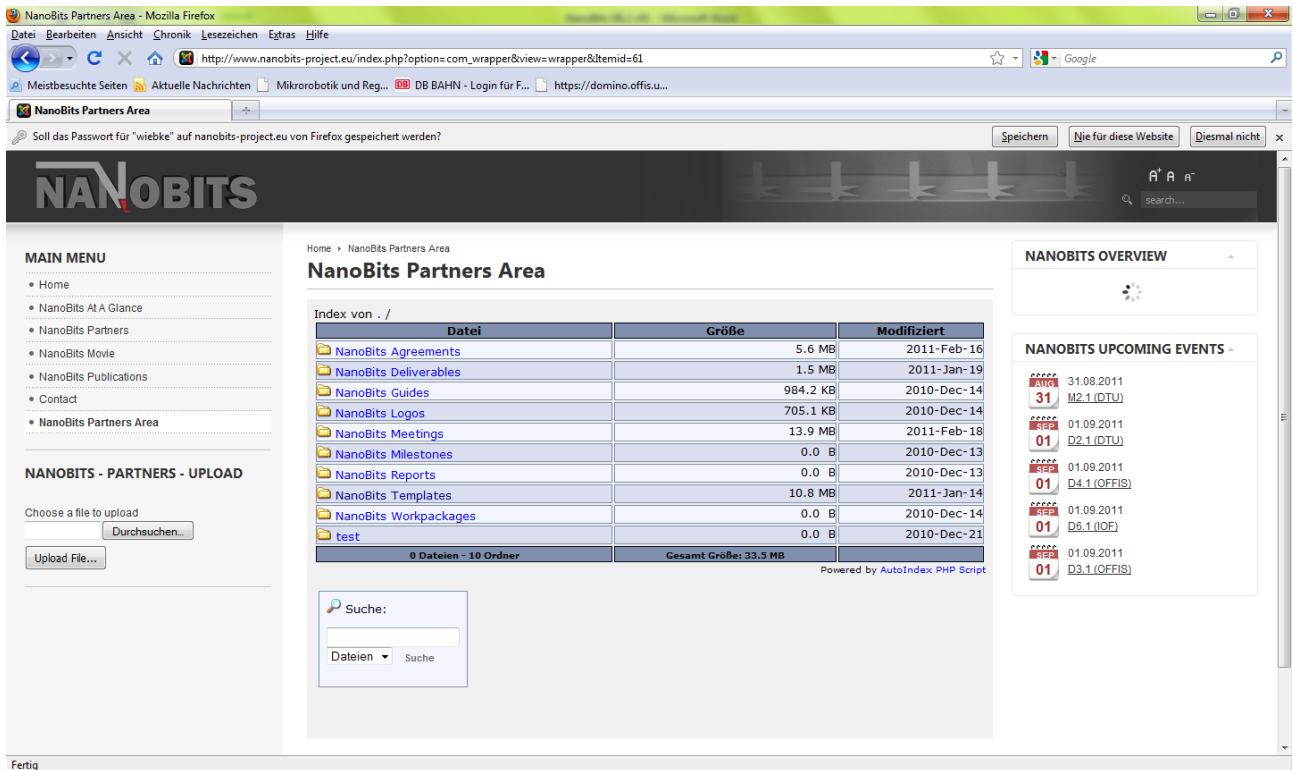 NanoBits Partners Area - Mozilla Firefox
Datei Bearbeiten Ansicht Chronik Lesezeichen Extras Hilfe
http://www.nanobits-project.eu/index.php?option=com_wrapper&view=wrapper&Itemid=61
Google
Meistbesuchte Seiten Aktuelle Nachrichten Mikrorobotik und Reg... DB DB BAHN - Login für F... https://domino.offis.u...
NanoBits Partners Area
Soll das Passwort für "wiebke" auf nanobits-project.eu von Firefox gespeichert werden? Speichern Nie für diese Website Diesmal nicht x
NANOBITS
A+ A A-
search...
MAIN MENU
Home
NanoBits At A Glance
NanoBits Partners
NanoBits Movie
NanoBits Publications
Contact
NanoBits Partners Area
NANOBITS - PARTNERS - UPLOAD
Choose a file to upload
Durchsuchen...
Upload File...
Home NanoBits Partners Area
NanoBits Partners Area
Index von . /
Datei Größe Modifiziert
NanoBits Agreements 5.6 MB 2011-Feb-16
NanoBits Deliverables 1.5 MB 2011-Jan-19
NanoBits Guides 984.2 KB 2010-Dec-14
NanoBits Logos 705.1 KB 2010-Dec-14
NanoBits Meetings 13.9 MB 2011-Feb-18
NanoBits Milestones 0.0 B 2010-Dec-13
NanoBits Reports 0.0 B 2010-Dec-13
NanoBits Templates 10.8 MB 2011-Jan-14
NanoBits Workpackages 0.0 B 2010-Dec-14
test 0.0 B 2010-Dec-21
0 Dateien - 10 Ordner Gesamt Größe: 33.5 MB
Powered by AutoIndex PHP Script
Suche:
Dateien Suche
NANOBITS OVERVIEW
NANOBITS UPCOMING EVENTS
AUG 31 31.08.2011
M2.1 (DTU)
SEP 01 01.09.2011
D2.1 (DTU)
SEP 01 01.09.2011
D4.1 (OFFIS)
SEP 01 01.09.2011
D6.1 (IOF)
SEP 01 01.09.2011
D3.1 (OFFIS)
Fertig